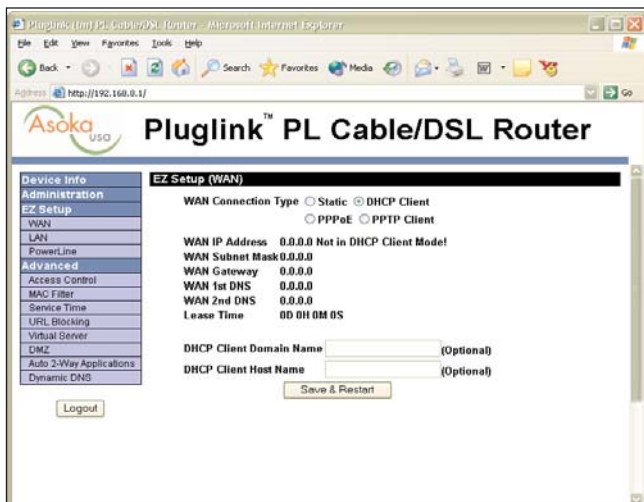 Pluglink (tm) PL Cable/DSL Router - Microsoft Internet Explorer
File Edit View Favorites Tools Help
Back Search Favorites Media
Address http://192.168.0.1/ Go
Asoka USA
Pluglink™ PL Cable/DSL Router
Device Info
Administration
EZ Setup
WAN
LAN
PowerLine
Advanced
Access Control
MAC Filter
Service Time
URL Blocking
Virtual Server
DMZ
Auto 2-Way Applications
Dynamic DNS
Logout
EZ Setup (WAN)
WAN Connection Type Static DHCP Client
PPPoE PPTP Client
WAN IP Address 0.0.0.0 Not in DHCP Client Mode!
WAN Subnet Mask 0.0.0.0
WAN Gateway 0.0.0.0
WAN 1st DNS 0.0.0.0
WAN 2nd DNS 0.0.0.0
Lease Time 0D 0H 0M 0S
DHCP Client Domain Name (Optional)
DHCP Client Host Name (Optional)
Save & Restart